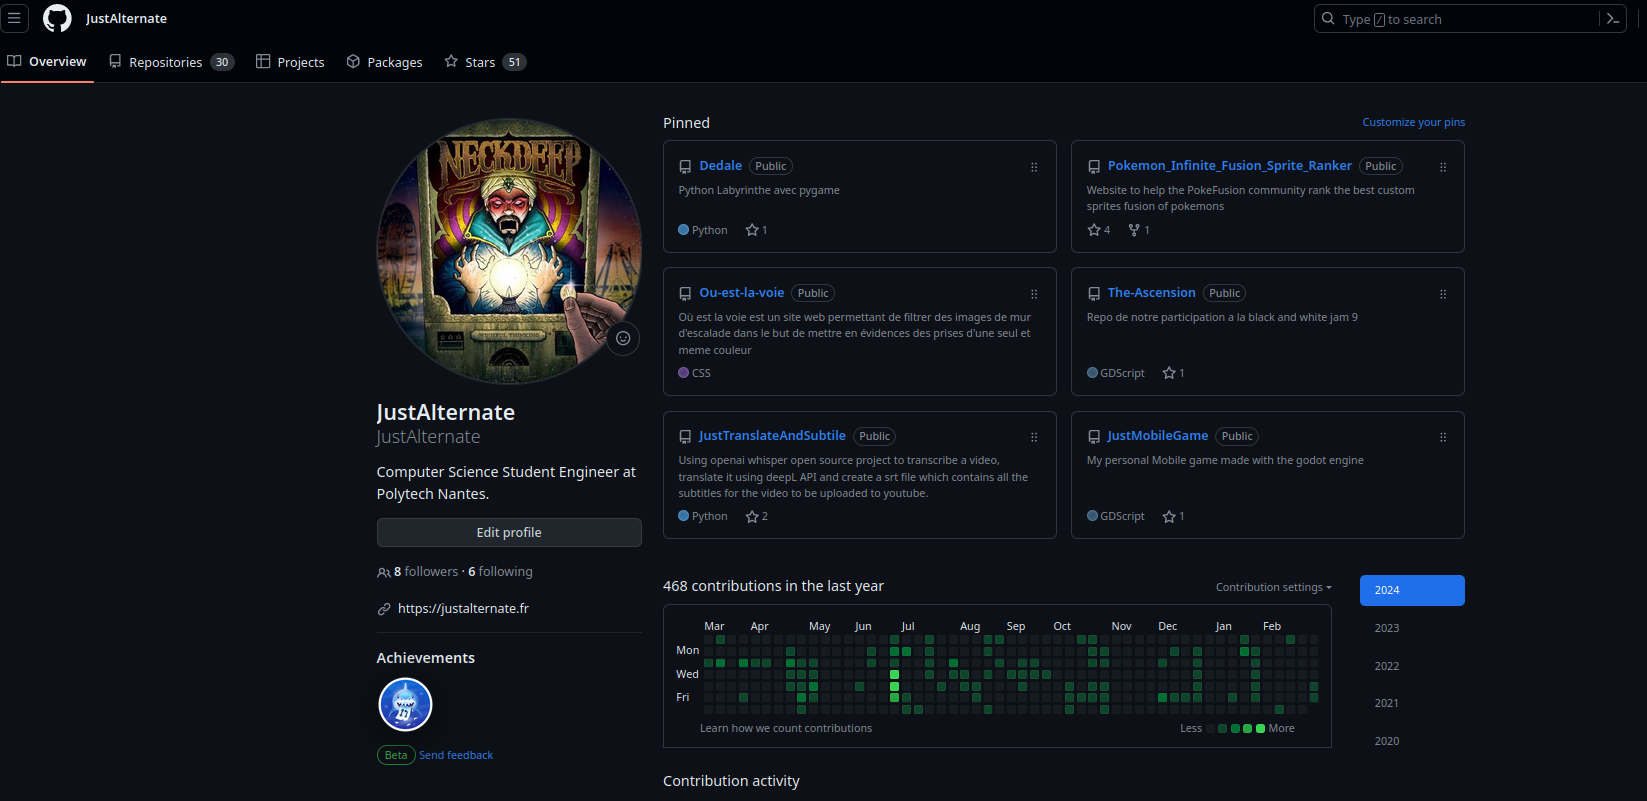 JustAlternate
Type / to search
Overview
Repositories 30
Projects
Packages
Stars 51
NECKDEEP
JustAlternate
JustAlternate
Computer Science Student Engineer at
Polytech Nantes.
Edit profile
8 followers · 6 following
https://justalternate.fr
Achievements
Beta Send feedback
Pinned
Customize your pins
Dedale Public
Python Labyrinthe avec pygame
Python 1
Pokemon_Infinite_Fusion_Sprite_Ranker Public
Website to help the PokeFusion community rank the best custom
sprites fusion of pokemons
4 1
Ou-est-la-voie Public
Où est la voie est un site web permettant de filtrer des images de mur
d'escalade dans le but de mettre en évidences des prises d'une seul et
meme couleur
CSS
The-Ascension Public
Repo de notre participation a la black and white jam 9
GDScript 1
JustTranslateAndSubtile Public
Using openai whisper open source project to transcribe a video,
translate it using deepL API and create a srt file which contains all the
subtitles for the video to be uploaded to youtube.
Python 2
JustMobileGame Public
My personal Mobile game made with the godot engine
GDScript 1
468 contributions in the last year
Contribution settings
Mar Apr May Jun Jul Aug Sep Oct Nov Dec Jan Feb
Mon
Wed
Fri
Learn how we count contributions
Less More
2024
2023
2022
2021
2020
Contribution activity